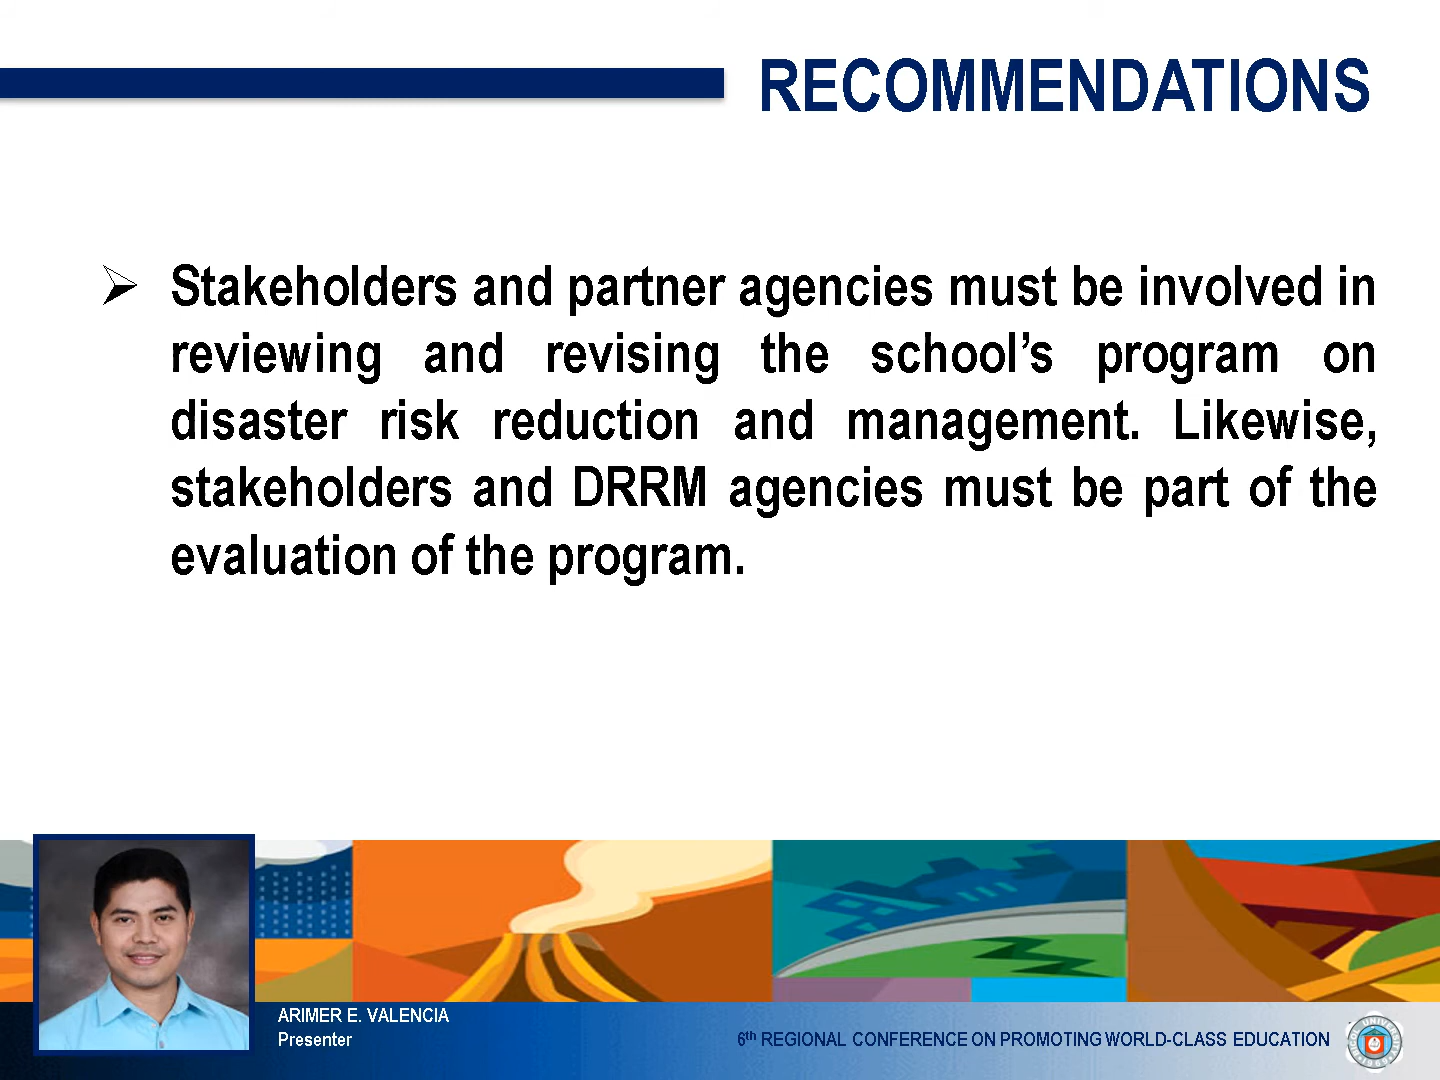 RECOMMENDATIONS
➢ Stakeholders and partner agencies must be involved in
reviewing and revising the school’s program on
disaster risk reduction and management. Likewise,
stakeholders and DRRM agencies must be part of the
evaluation of the program.
ARIMER E. VALENCIA
Presenter
6th REGIONAL CONFERENCE ON PROMOTING WORLD-CLASS EDUCATION